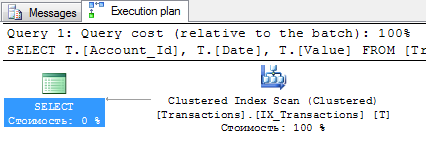 Messages Execution plan
Query 1: Query cost (relative to the batch): 100%
SELECT T.[Account_Id], T.[Date], T.[Value] FROM [Tr
SELECT
Стоимость: 0 %
Clustered Index Scan (Clustered)
[Transactions].[IX_Transactions] [T]
Стоимость: 100 %